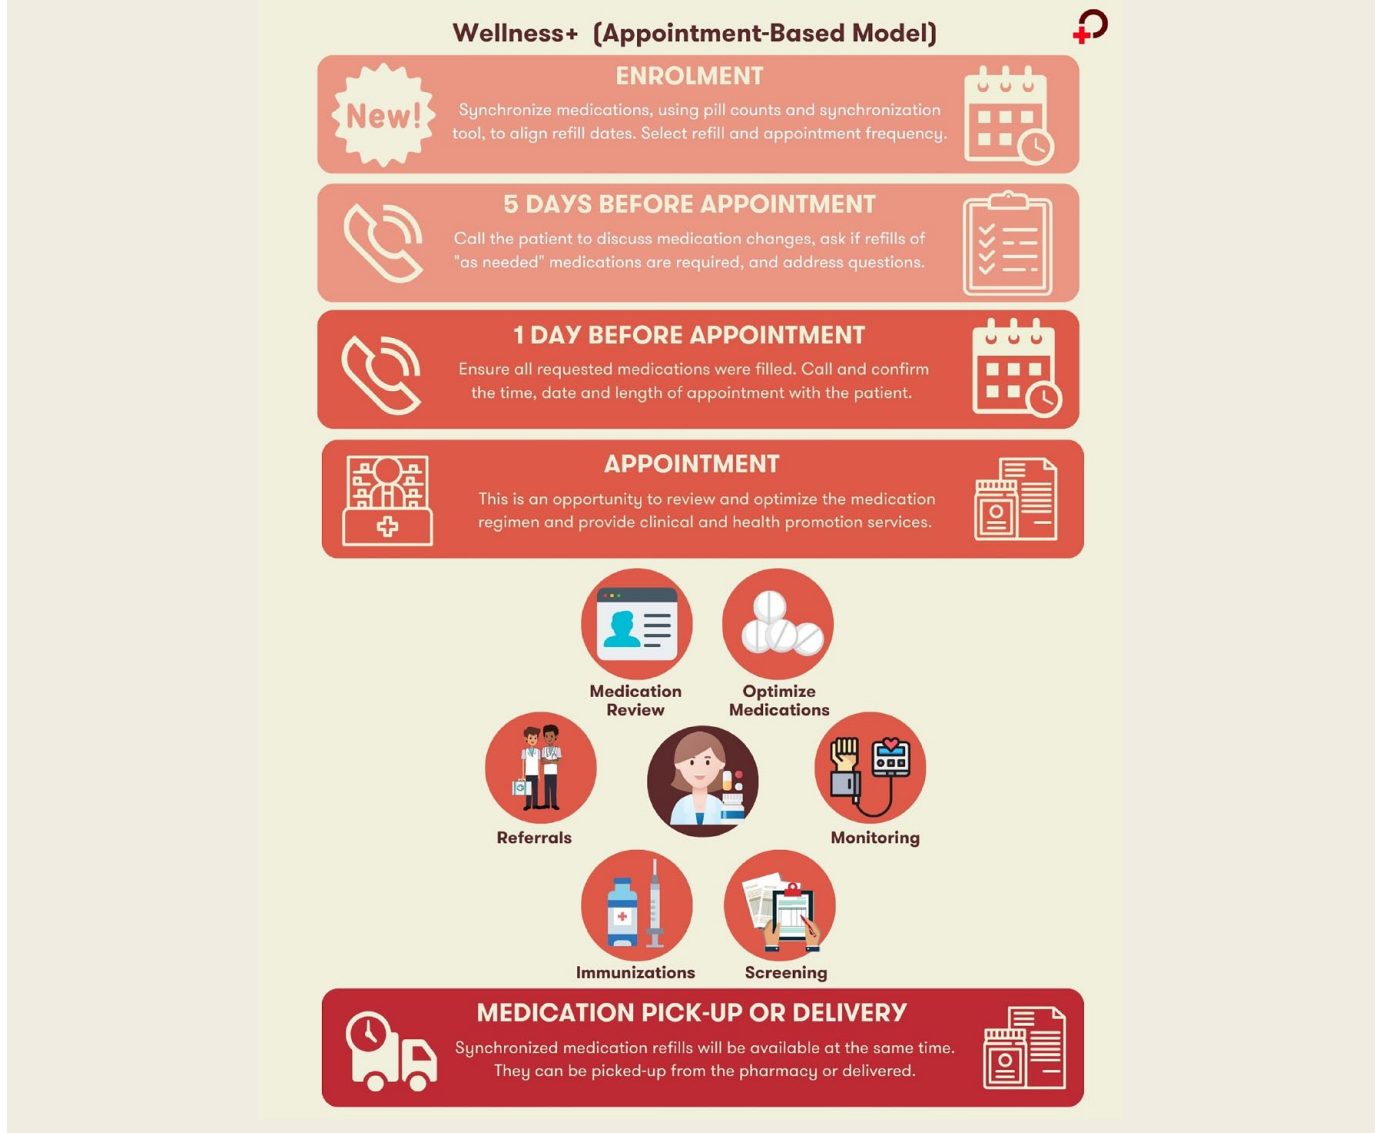 Wellness+ (Appointment-Based Model)
New!
ENROLMENT
Synchronize medications, using pill counts and synchronization
tool, to align refill dates. Select refill and appointment frequency.
5 DAYS BEFORE APPOINTMENT
Call the patient to discuss medication changes, ask if refills of
"as needed" medications are required, and address questions.
1 DAY BEFORE APPOINTMENT
Ensure all requested medications were filled. Call and confirm
the time, date and length of appointment with the patient.
APPOINTMENT
This is an opportunity to review and optimize the medication
regimen and provide clinical and health promotion services.
Medication
Review
Optimize
Medications
Referrals
Monitoring
Immunizations
Screening
MEDICATION PICK-UP OR DELIVERY
Synchronized medication refills will be available at the same time.
They can be picked-up from the pharmacy or delivered.